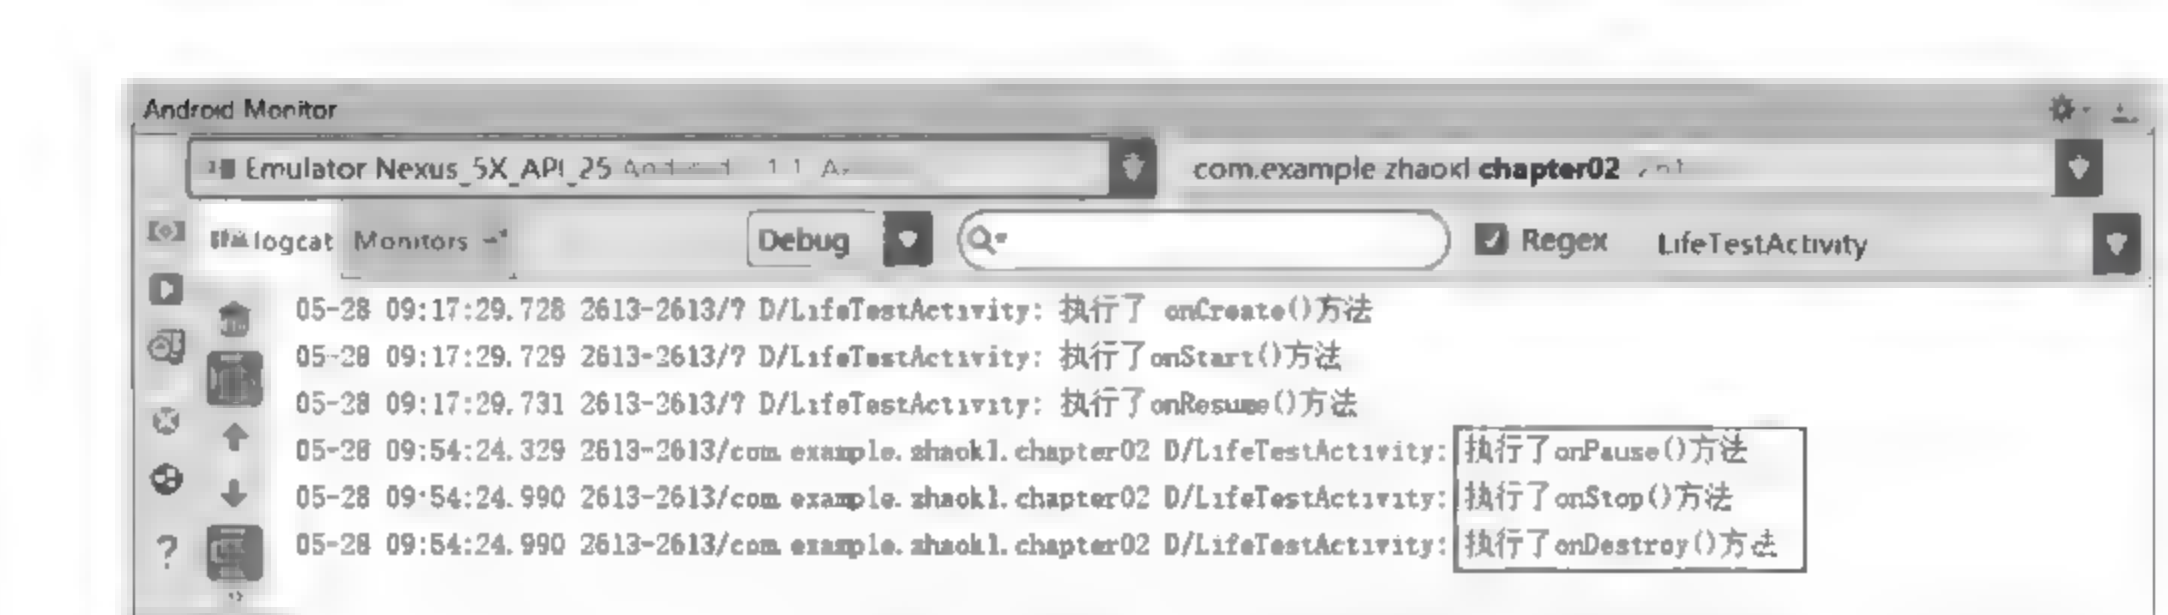 Android Monitor
Emulator Nexus_5X_API_25
com.example zhaokl chapter02
logcat Monitors Debug Regex LifeTestActivity
05-28 09:17:29.728 2613-2613/? D/LifeTestActivity: 执行了 onCreate()方法
05-28 09:17:29.729 2613-2613/? D/LifeTestActivity: 执行了onStart()方法
05-28 09:17:29.731 2613-2613/? D/LifeTestActivity: 执行了onResume()方法
05-28 09:54:24.329 2613-2613/com.example.zhaokl.chapter02 D/LifeTestActivity: 执行了onPause()方法
05-28 09:54:24.990 2613-2613/com.example.zhaokl.chapter02 D/LifeTestActivity: 执行了onStop()方法
05-28 09:54:24.990 2613-2613/com.example.zhaokl.chapter02 D/LifeTestActivity: 执行了onDestroy()方法